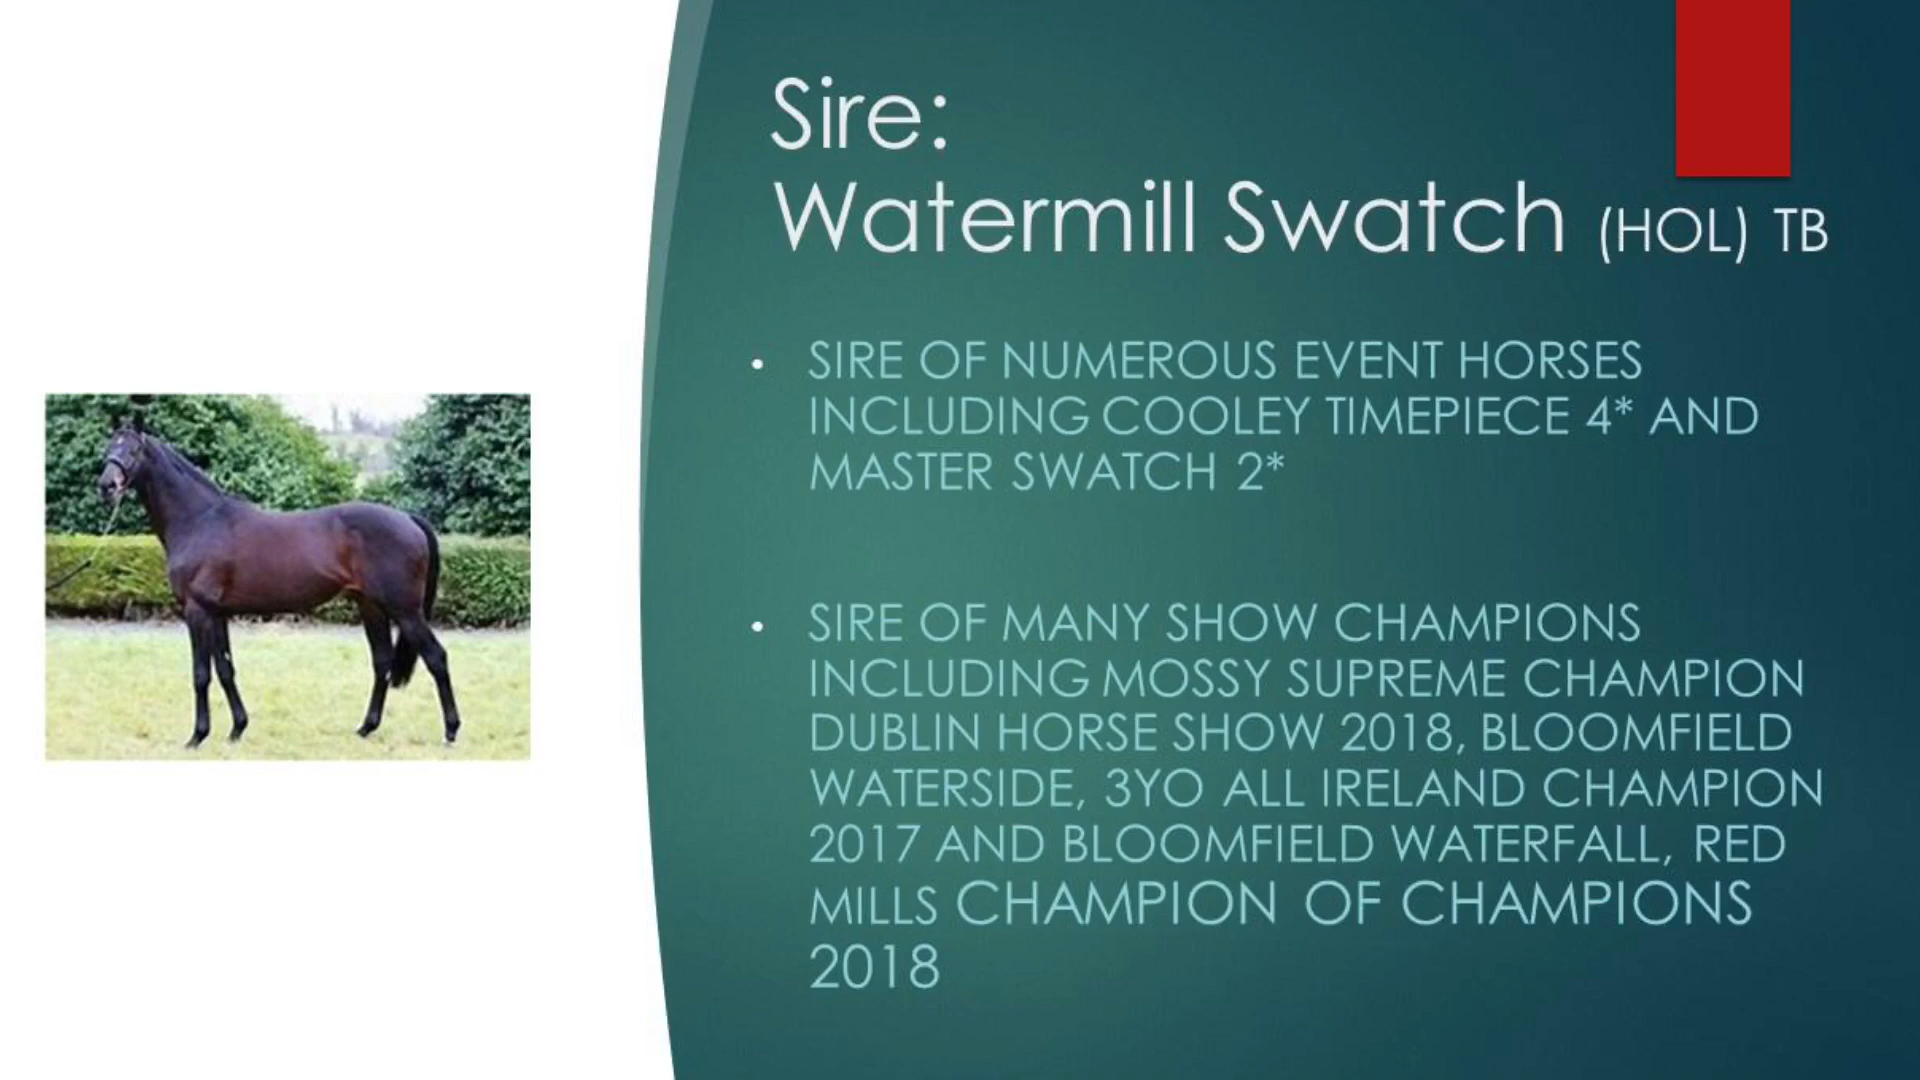 Sire:
Watermill Swatch (HOL) TB
• SIRE OF NUMEROUS EVENT HORSES
INCLUDING COOLEY TIMEPIECE 4* AND
MASTER SWATCH 2*
• SIRE OF MANY SHOW CHAMPIONS
INCLUDING MOSSY SUPREME CHAMPION
DUBLIN HORSE SHOW 2018, BLOOMFIELD
WATERSIDE, 3YO ALL IRELAND CHAMPION
2017 AND BLOOMFIELD WATERFALL, RED
MILLS CHAMPION OF CHAMPIONS
2018